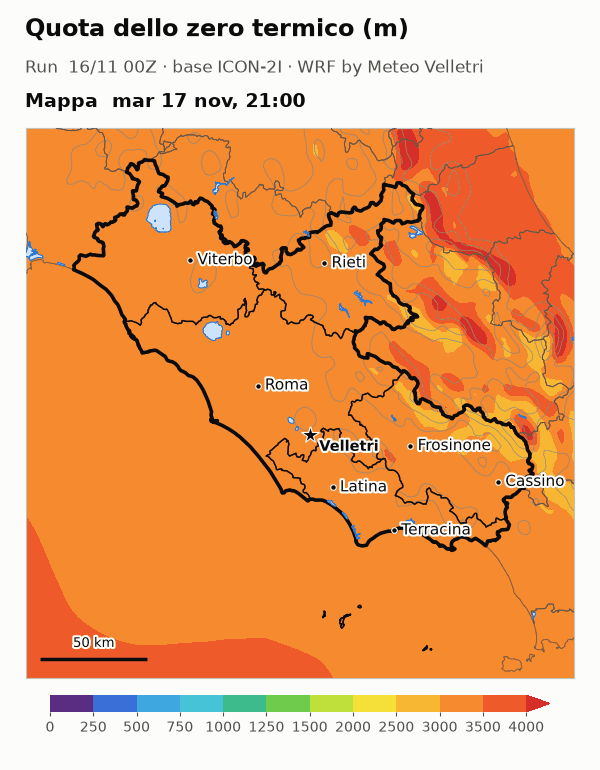 Quota dello zero termico (m)
Run  16/11 00Z · base ICON-2I · WRF by Meteo Velletri
Mappa  mar 17 nov, 21:00
Viterbo
Rieti
Roma
Velletri
Frosinone
Latina
Cassino
Terracina
50 km
0 250 500 750 1000 1250 1500 2000 2500 3000 3500 4000